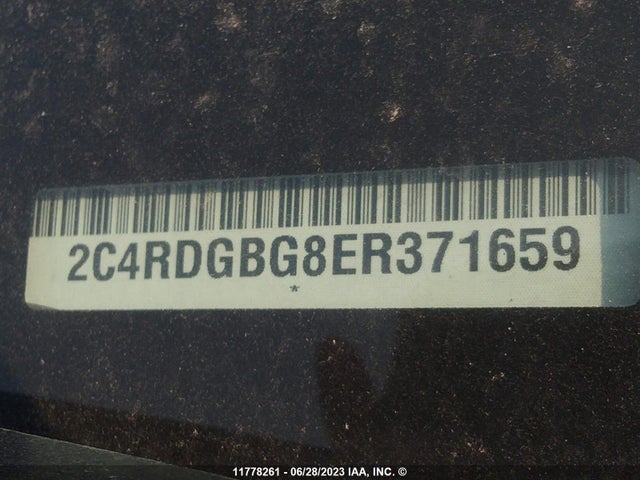 2C4RDGBG8ER371659
*
11778261 - 06/28/2023 IAA, INC. ©